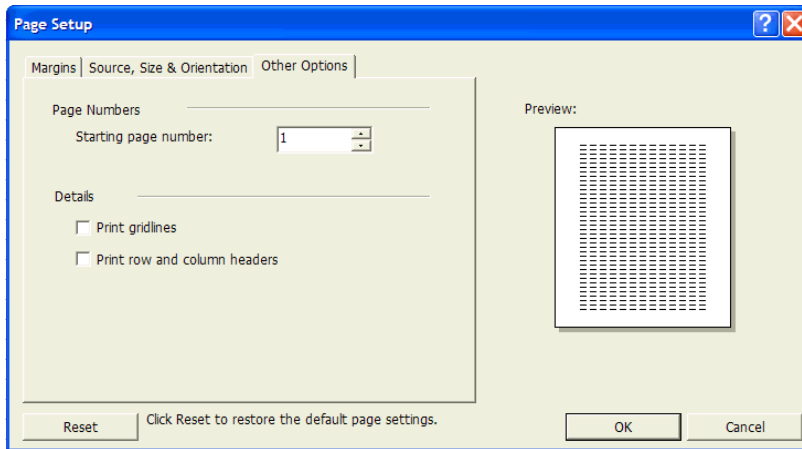 Page Setup
Margins Source, Size & Orientation Other Options
Page Numbers
Starting page number: 1
Preview:
Details
Print gridlines
Print row and column headers
Reset Click Reset to restore the default page settings. OK Cancel